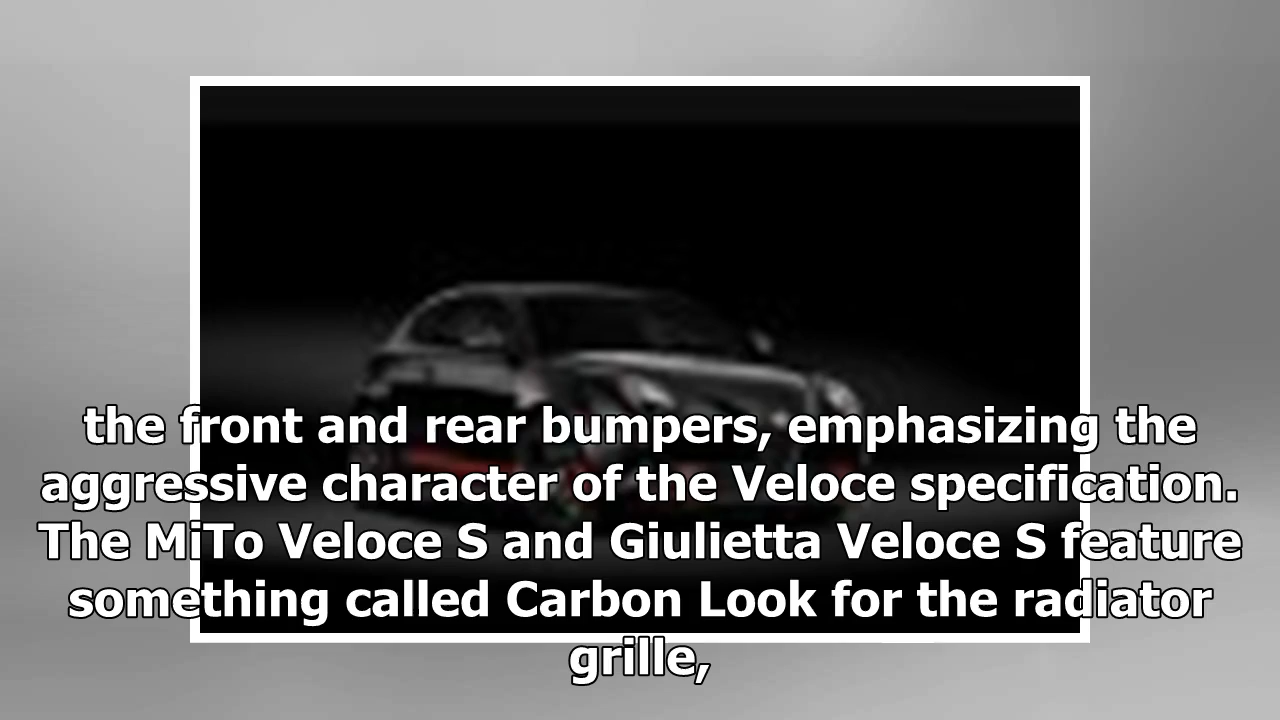 the front and rear bumpers, emphasizing the
aggressive character of the Veloce specification.
The MiTo Veloce S and Giulietta Veloce S feature
something called Carbon Look for the radiator
grille,